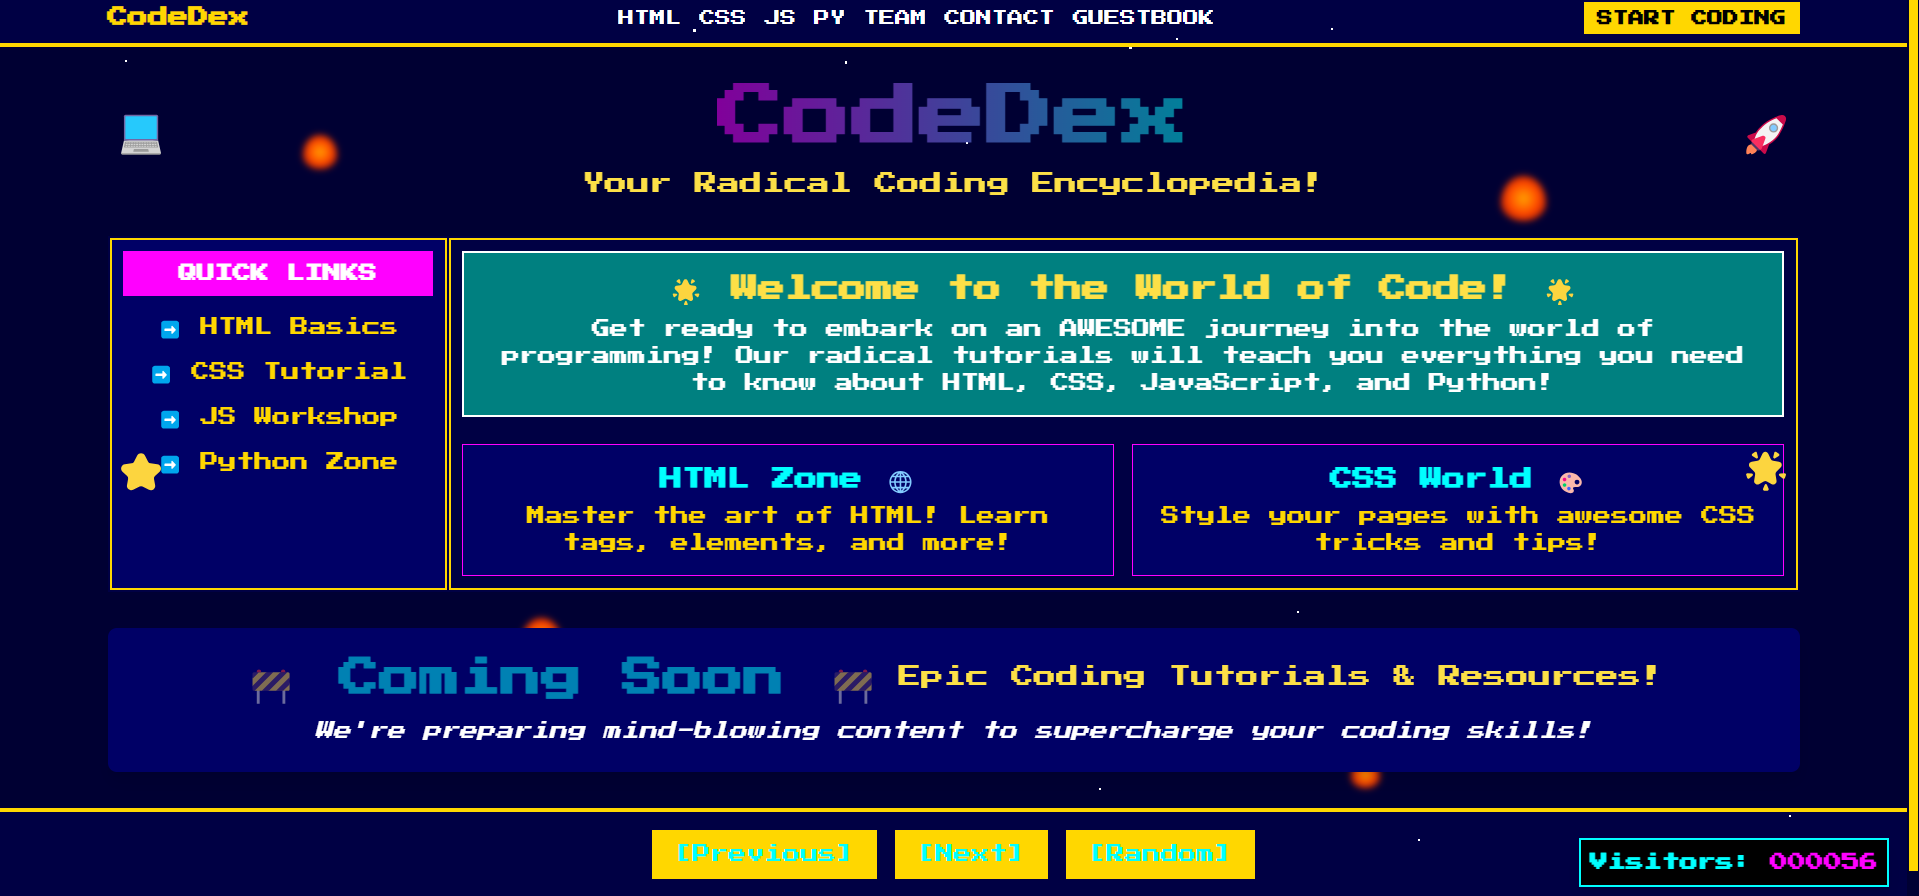 CodeDex
HTML CSS JS PY TEAM CONTACT GUESTBOOK
START CODING
CodeDex
Your Radical Coding Encyclopedia!
QUICK LINKS
HTML Basics
CSS Tutorial
JS Workshop
Python Zone
Welcome to the World of Code!
Get ready to embark on an AWESOME journey into the world of
programming! Our radical tutorials will teach you everything you need
to know about HTML, CSS, JavaScript, and Python!
HTML Zone
Master the art of HTML! Learn
tags, elements, and more!
CSS World
Style your pages with awesome CSS
tricks and tips!
Coming Soon
Epic Coding Tutorials & Resources!
We're preparing mind-blowing content to supercharge your coding skills!
[Previous]
[Next]
[Random]
Visitors: 000056